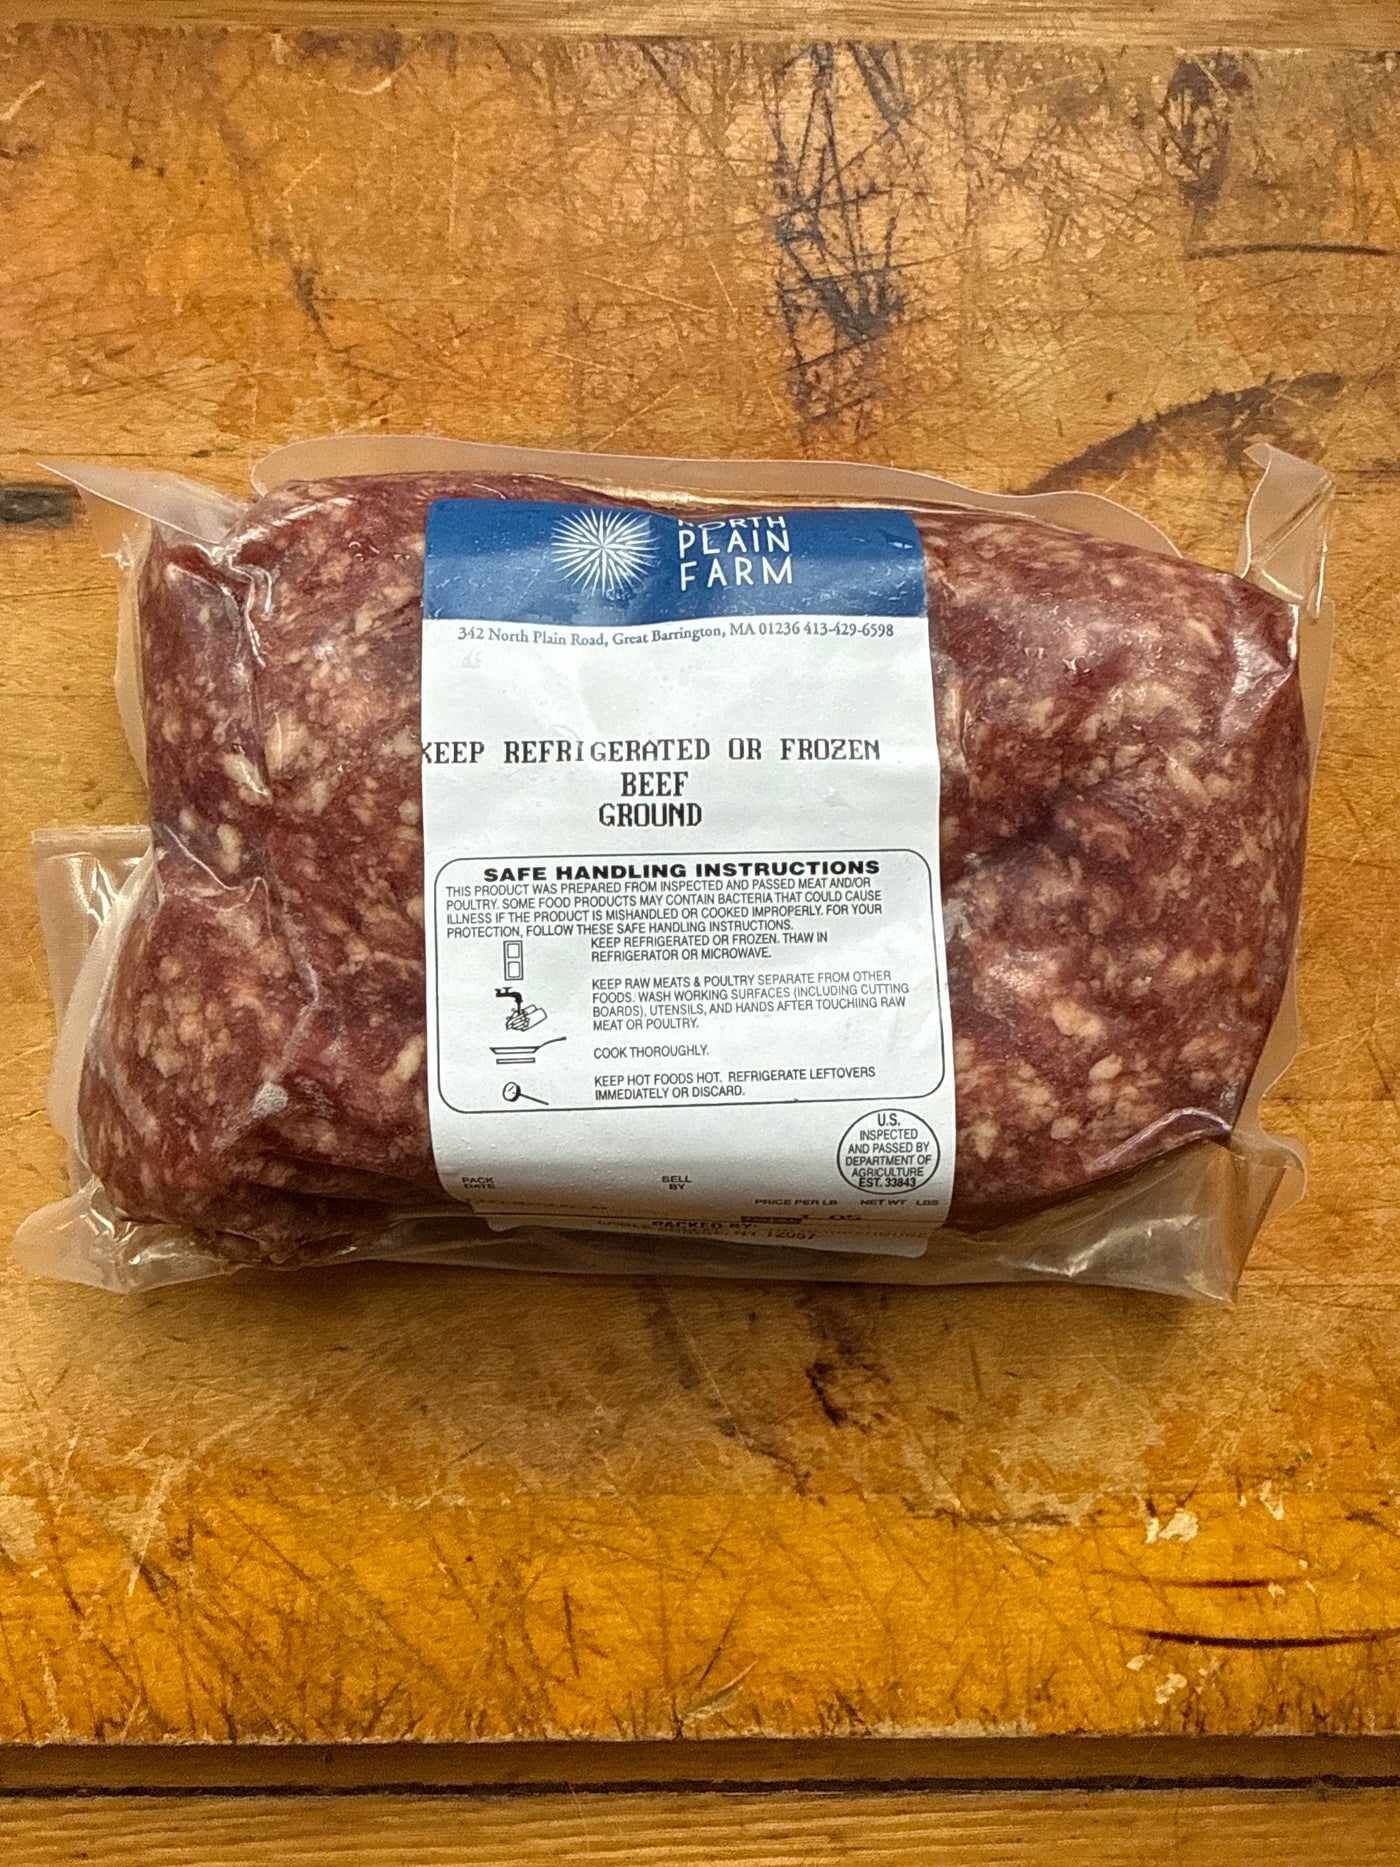 NORTH
PLAIN
FARM
342 North Plain Road, Great Barrington, MA 01236 413-429-6598
KEEP REFRIGERATED OR FROZEN
BEEF
GROUND
SAFE HANDLING INSTRUCTIONS
THIS PRODUCT WAS PREPARED FROM INSPECTED AND PASSED MEAT AND/OR
POULTRY. SOME FOOD PRODUCTS MAY CONTAIN BACTERIA THAT COULD CAUSE
ILLNESS IF THE PRODUCT IS MISHANDLED OR COOKED IMPROPERLY. FOR YOUR
PROTECTION, FOLLOW THESE SAFE HANDLING INSTRUCTIONS.
KEEP REFRIGERATED OR FROZEN. THAW IN
REFRIGERATOR OR MICROWAVE.
KEEP RAW MEATS & POULTRY SEPARATE FROM OTHER
FOODS. WASH WORKING SURFACES (INCLUDING CUTTING
BOARDS), UTENSILS, AND HANDS AFTER TOUCHIING RAW
MEAT OR POULTRY.
COOK THOROUGHLY.
KEEP HOT FOODS HOT. REFRIGERATE LEFTOVERS
IMMEDIATELY OR DISCARD.
U.S.
INSPECTED
AND PASSED BY
DEPARTMENT OF
AGRICULTURE
EST. 33843
PACK
DATE
SELL
BY
PRICE PER LB NET WT LBS
PACKED BY:
NY 12057